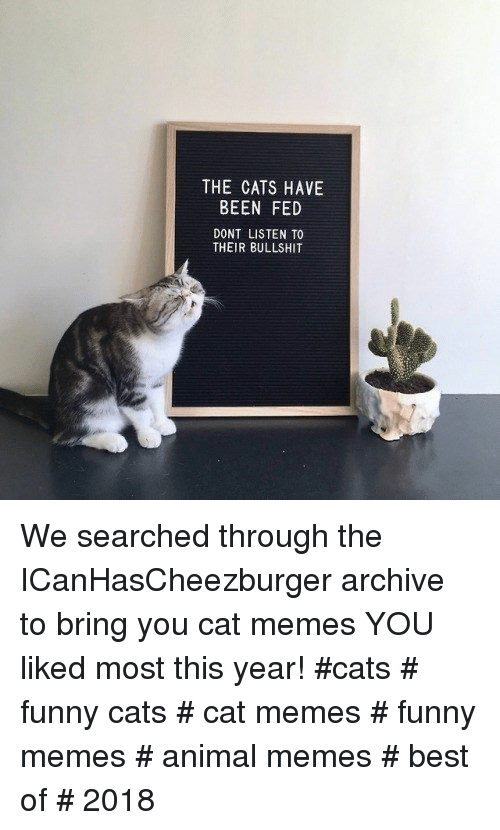 THE CATS HAVE
BEEN FED
DONT LISTEN TO
THEIR BULLSHIT
We searched through the
ICanHasCheezburger archive
to bring you cat memes YOU
liked most this year! #cats #
funny cats # cat memes # funny
memes # animal memes # best
of # 2018